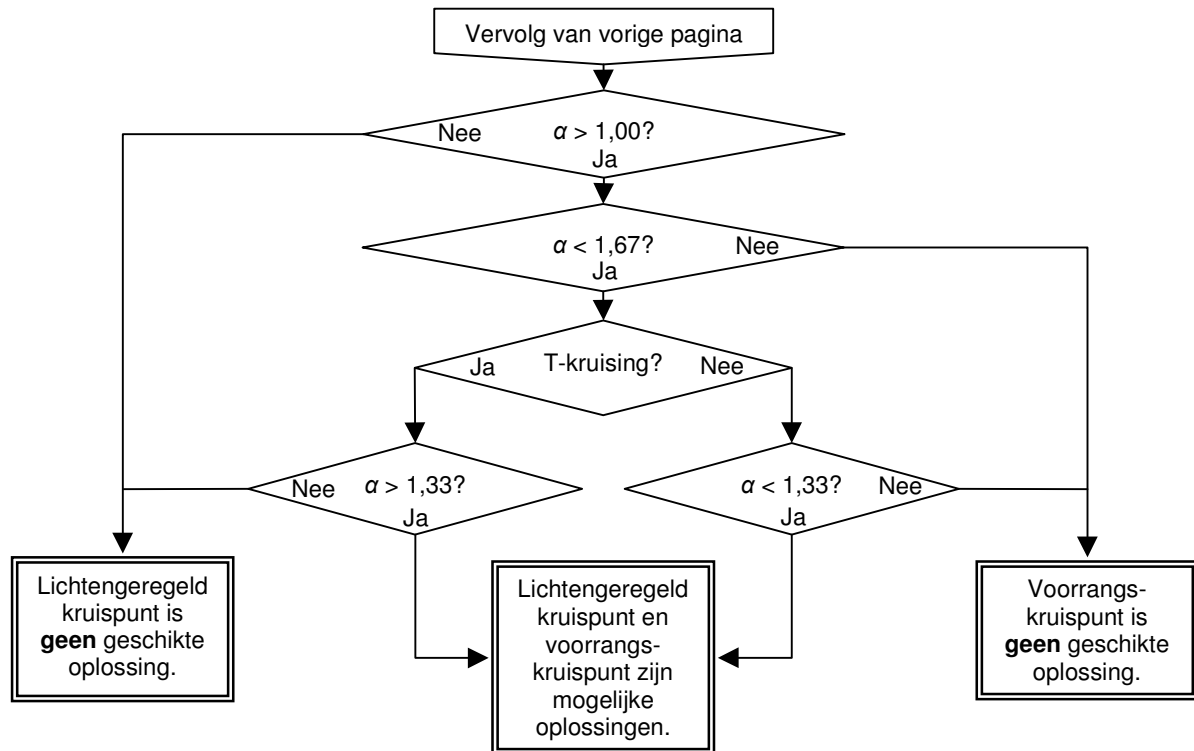 Vervolg van vorige pagina
Nee
α > 1,00?
Ja
α < 1,67?
Nee
Ja
Ja
T-kruising?
Nee
Nee
α > 1,33?
Ja
α < 1,33?
Nee
Ja
Lichtengeregeld
kruispunt is
geen geschikte
oplossing.
Lichtengeregeld
kruispunt en
voorrangs-
kruispunt zijn
mogelijke
oplossingen.
Voorrangs-
kruispunt is
geen geschikte
oplossing.